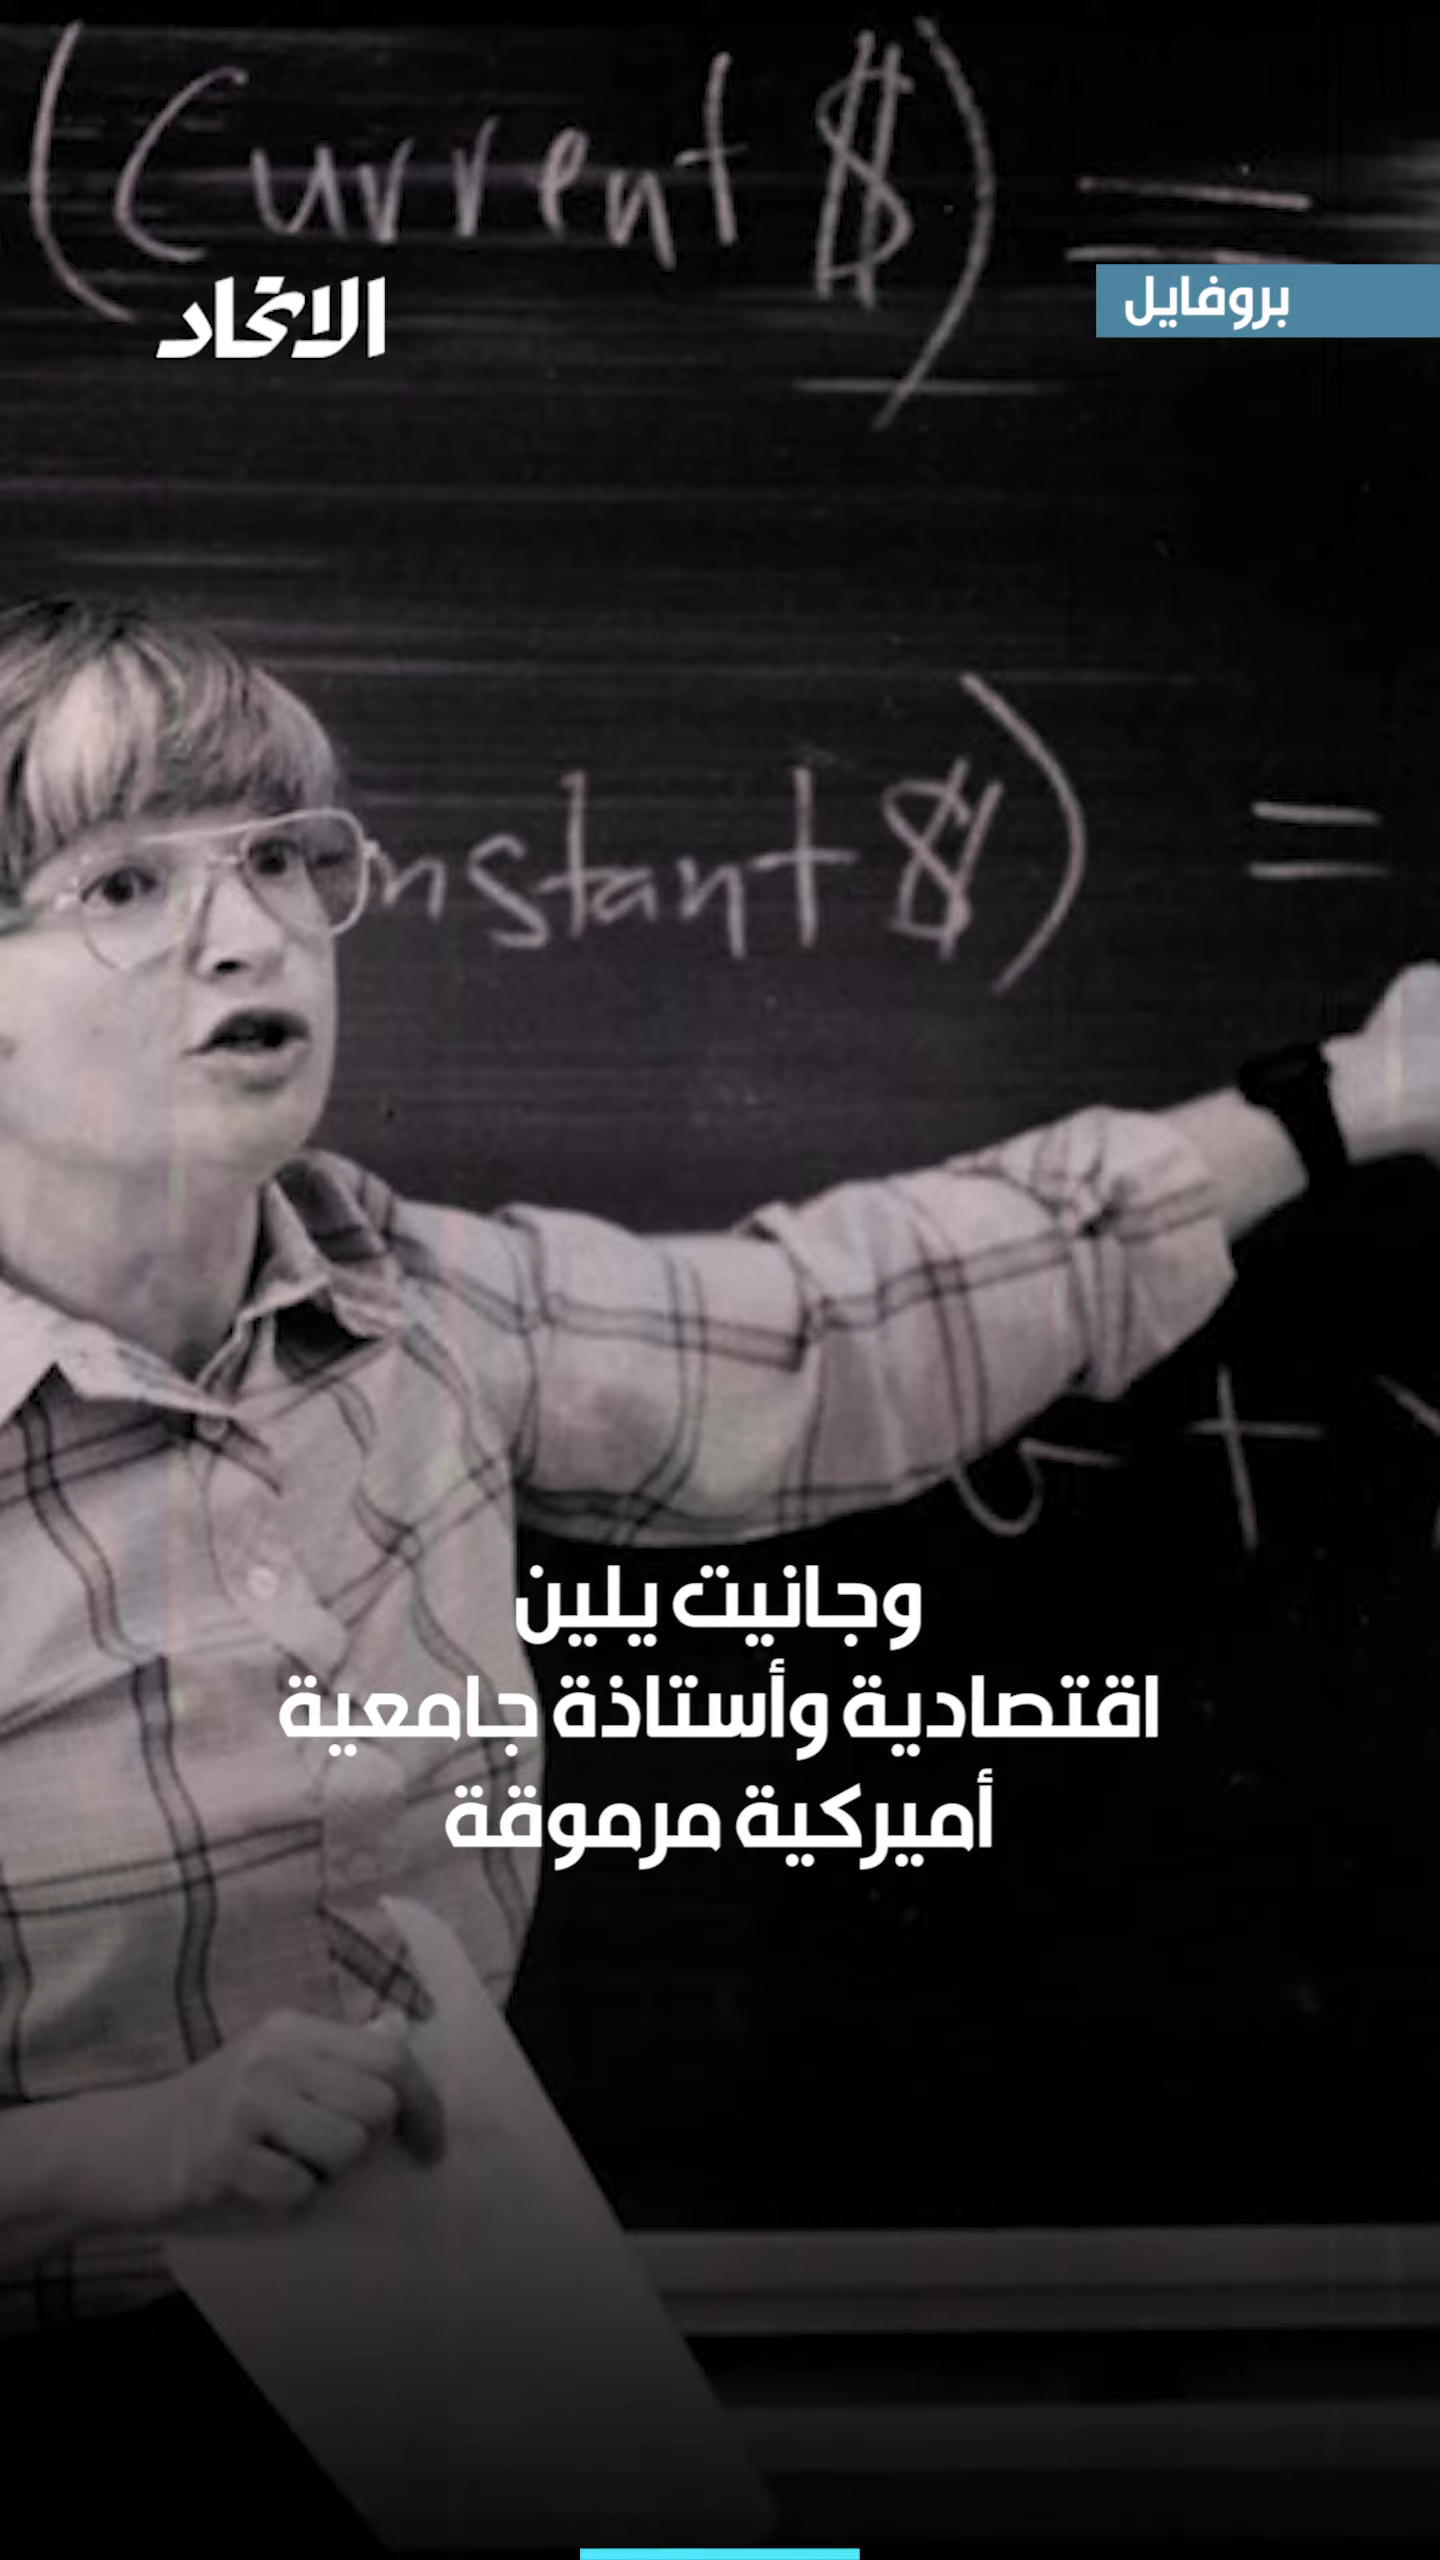 (Current $) =
الاتحاد
بروفايل
nstant $) =
+
وجانيت يلين
اقتصادية وأستاذة جامعية
أميركية مرموقة